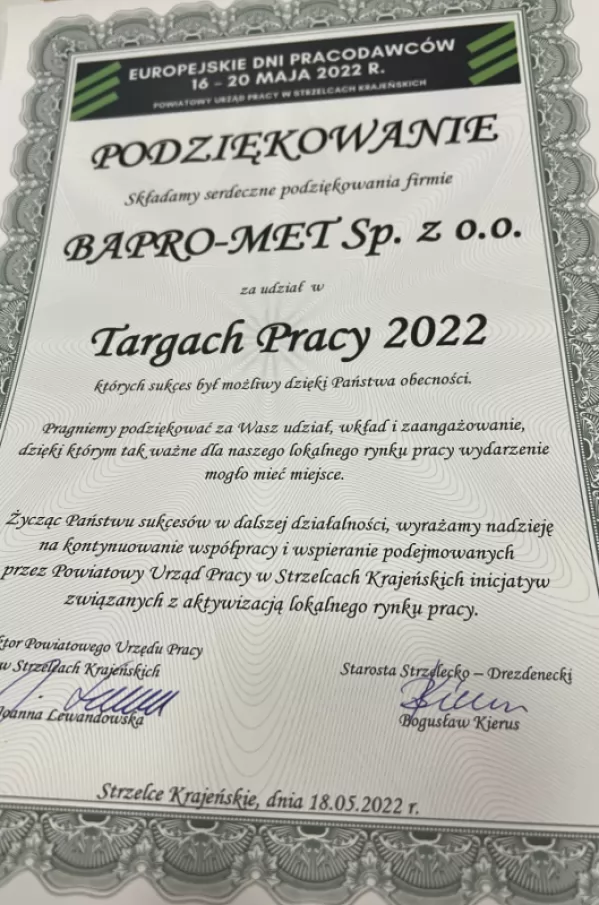 EUROPEJSKIE DNI PRACODAWCÓW
16 – 20 MAJA 2022 R.
POWIATOWY URZĄD PRACY W STRZELCACH KRAJEŃSKICH
PODZIĘKOWANIE
Składamy serdeczne podziękowania firmie
BAPRO-MET Sp. z o.o.
za udział w
Targach Pracy 2022
których sukces był możliwy dzięki Państwa obecności.
Pragniemy podziękować za Wasz udział, wkład i zaangażowanie,
dzięki którym tak ważne dla naszego lokalnego rynku pracy wydarzenie
mogło mieć miejsce.
Życząc Państwu sukcesów w dalszej działalności, wyrażamy nadzieję
na kontynuowanie współpracy i wspieranie podejmowanych
przez Powiatowy Urząd Pracy w Strzelcach Krajeńskich inicjatyw
związanych z aktywizacją lokalnego rynku pracy.
ktor Powiatowego Urzędu Pracy
w Strzelcach Krajeńskich
Joanna Lewandowska
Starosta Strzelecko – Drezdenecki
Bogusław Kierus
Strzelce Krajeńskie, dnia 18.05.2022 r.